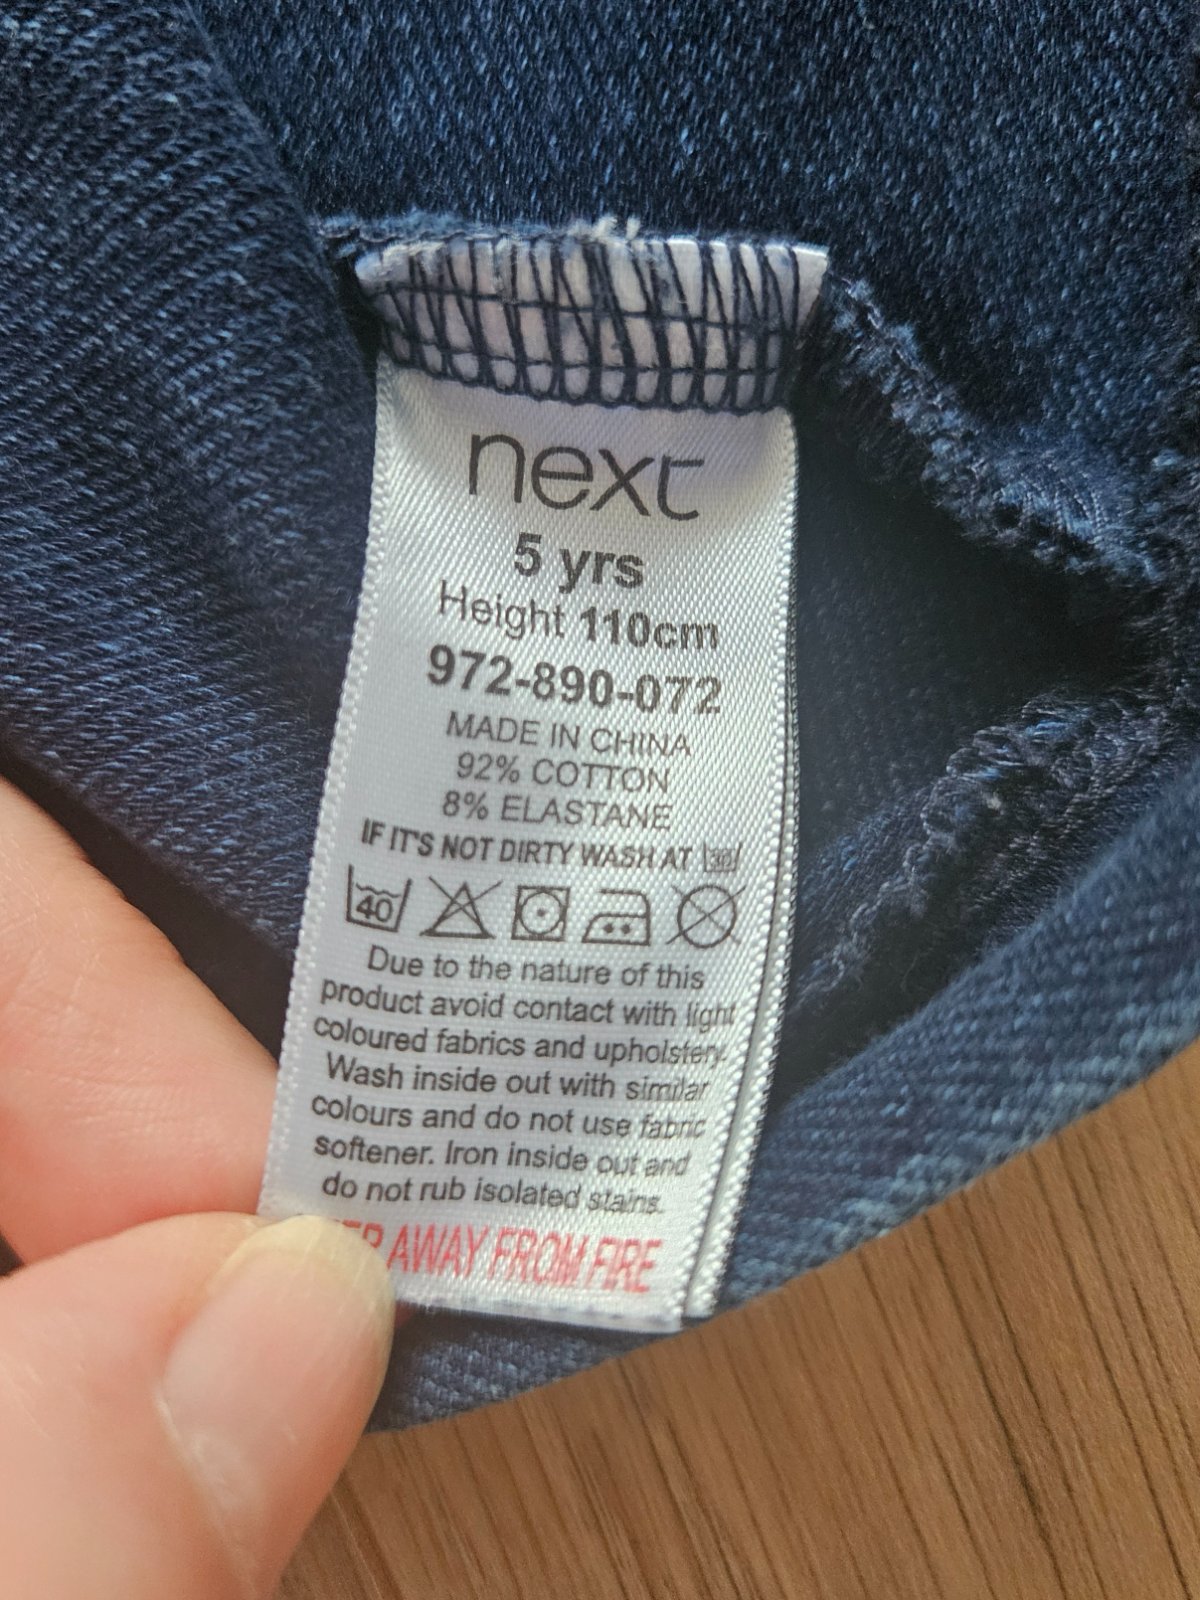 next
5 yrs
Height 110cm
972-890-072
MADE IN CHINA
92% COTTON
8% ELASTANE
IF IT'S NOT DIRTY WASH AT 30
40
Due to the nature of this
product avoid contact with light
coloured fabrics and upholstery.
Wash inside out with similar
colours and do not use fabric
softener. Iron inside out and
do not rub isolated stains.
AWAY FROM FIRE